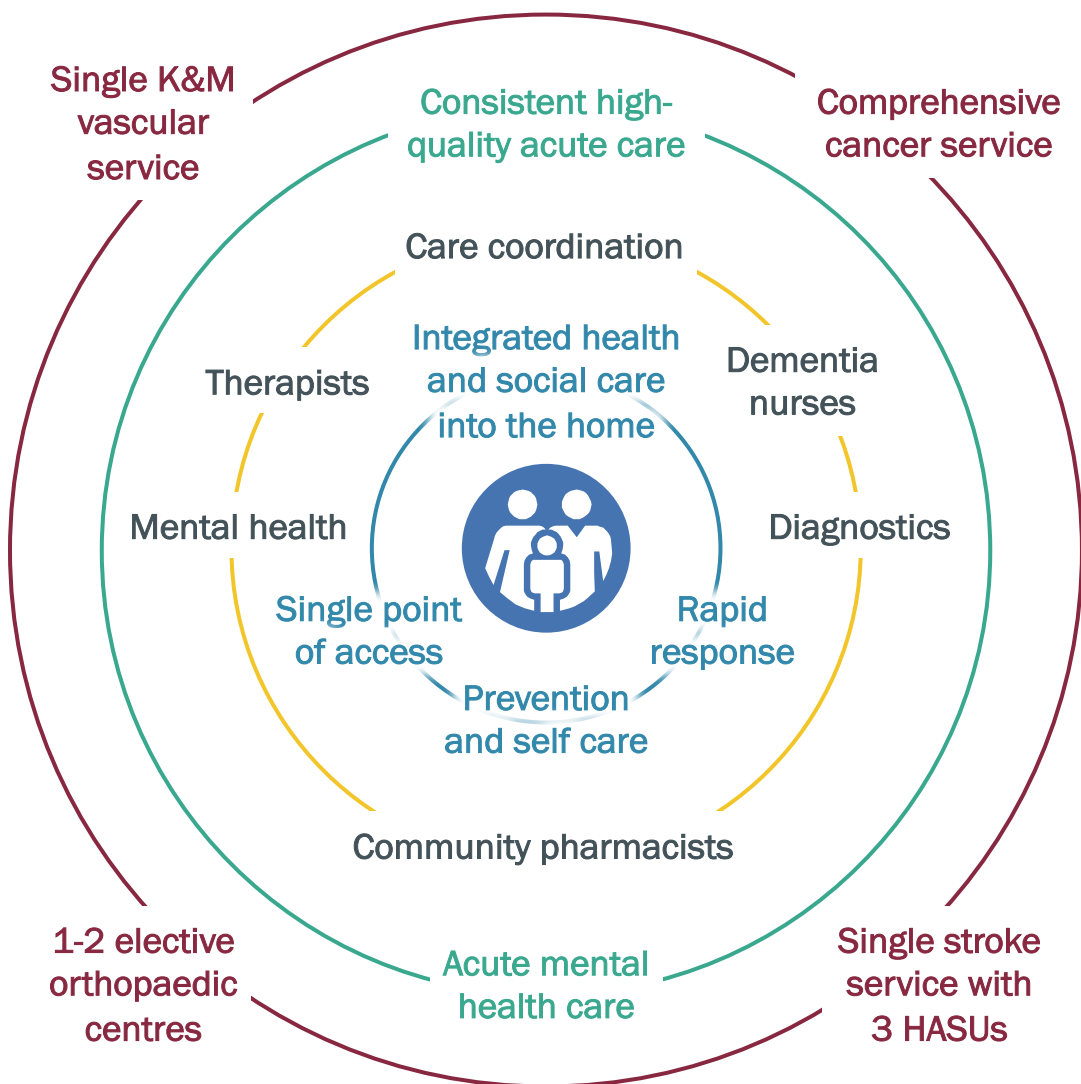 Single K&M
vascular
service
Consistent high-
quality acute care
Comprehensive
cancer service
Care coordination
Integrated health
and social care
into the home
Therapists
Dementia
nurses
Mental health
Diagnostics
Single point
of access
Rapid
response
Prevention
and self care
Community pharmacists
1-2 elective
orthopaedic
centres
Acute mental
health care
Single stroke
service with
3 HASUs